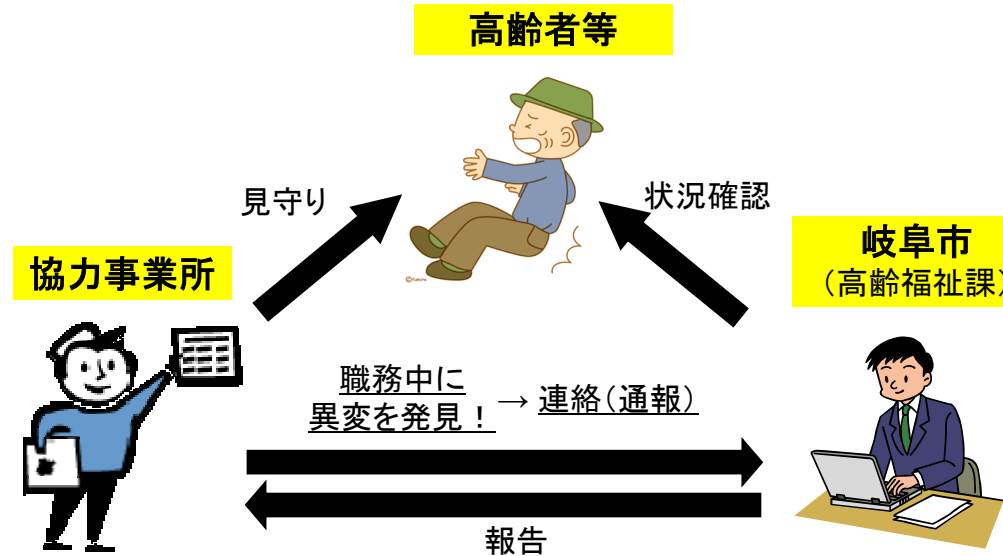 高齢者等
見守り
状況確認
協力事業所
岐阜市
（高齢福祉課）
職務中に
異変を発見！ → 連絡（通報）
報告